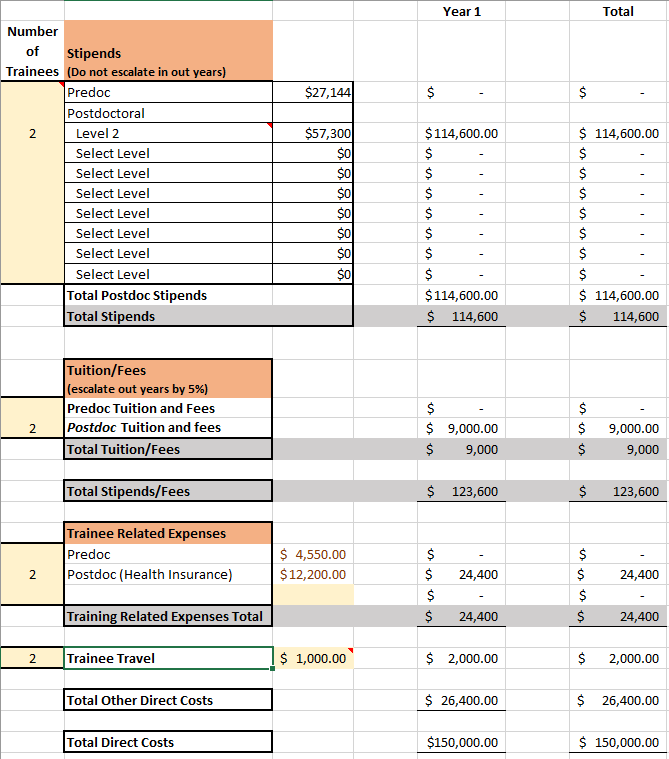 Year 1 Total
Number
of
Trainees
Stipends
(Do not escalate in out years)
Predoc $27,144 $ - $ -
Postdoctoral
2 Level 2 $57,300 $114,600.00 $ 114,600.00
Select Level $0 $ - $ -
Select Level $0 $ - $ -
Select Level $0 $ - $ -
Select Level $0 $ - $ -
Select Level $0 $ - $ -
Select Level $0 $ - $ -
Select Level $0 $ - $ -
Total Postdoc Stipends $114,600.00 $ 114,600.00
Total Stipends $ 114,600 $ 114,600
Tuition/Fees
(escalate out years by 5%)
Predoc Tuition and Fees $ - $ -
2 Postdoc Tuition and fees $ 9,000.00 $ 9,000.00
Total Tuition/Fees $ 9,000 $ 9,000
Total Stipends/Fees $ 123,600 $ 123,600
Trainee Related Expenses
Predoc $ 4,550.00 $ - $ -
2 Postdoc (Health Insurance) $12,200.00 $ 24,400 $ 24,400
$ - $ -
Training Related Expenses Total $ 24,400 $ 24,400
2 Trainee Travel $ 1,000.00 $ 2,000.00 $ 2,000.00
Total Other Direct Costs $ 26,400.00 $ 26,400.00
Total Direct Costs $150,000.00 $ 150,000.00